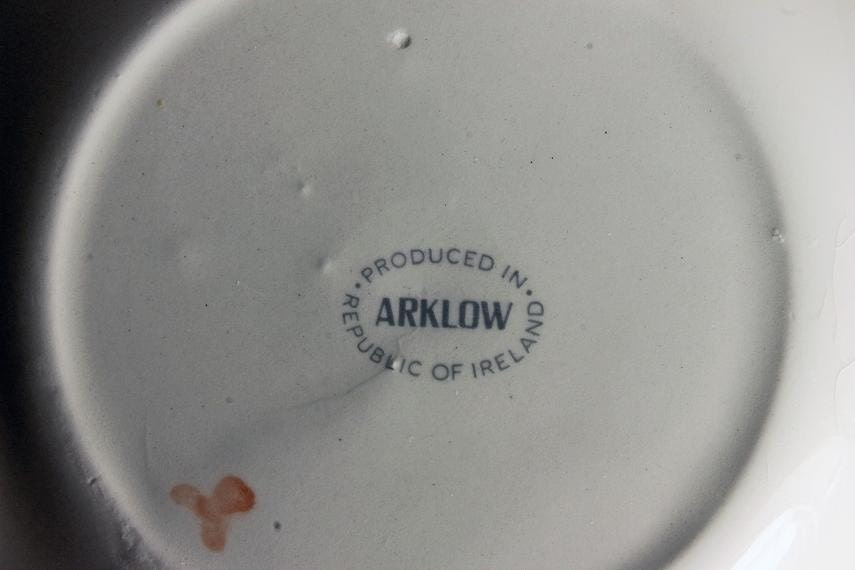 PRODUCED IN
ARKLOW
REPUBLIC OF IRELAND